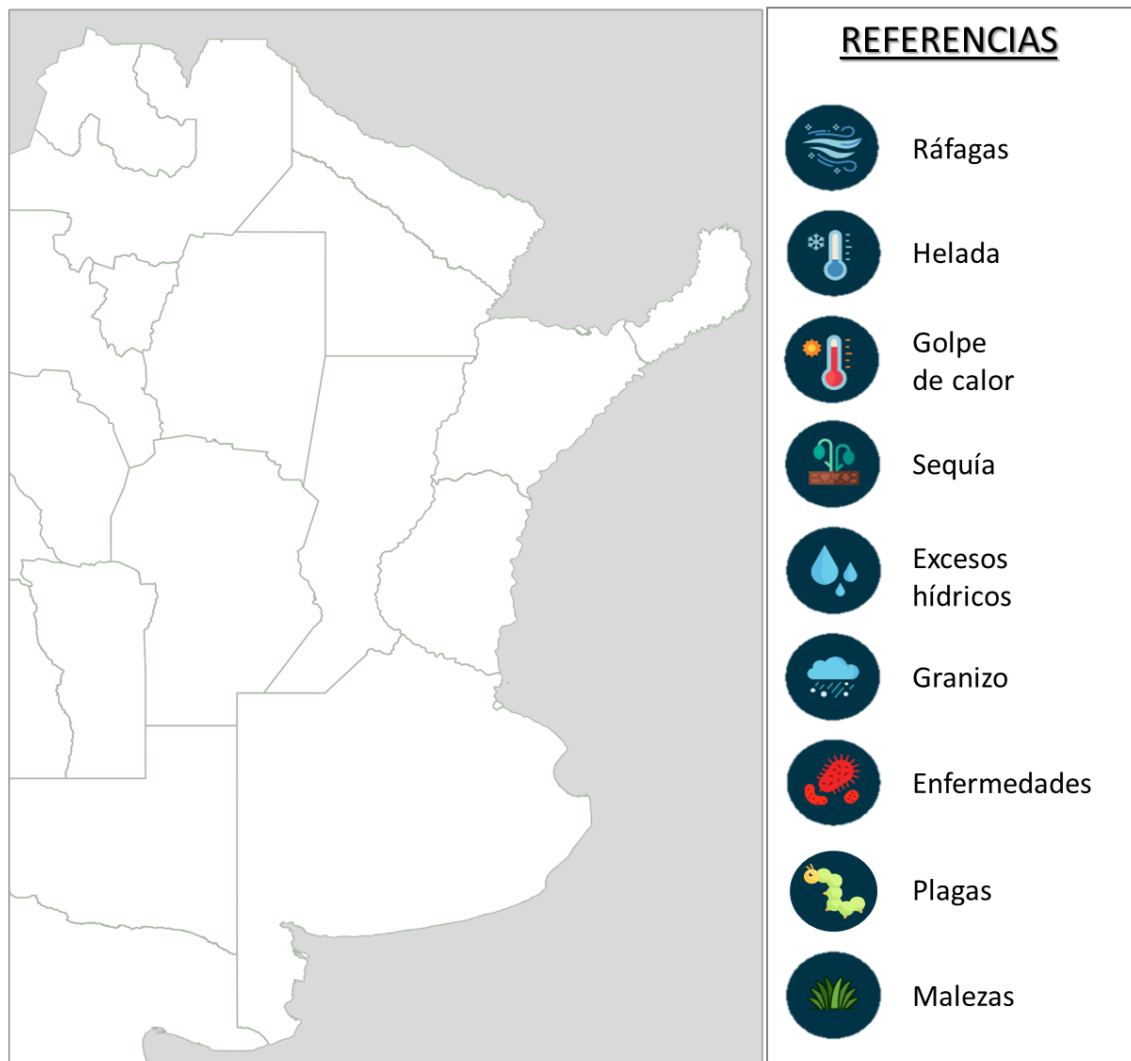 REFERENCIAS
Ráfagas
Helada
Golpe
de calor
Sequía
Excesos
hídricos
Granizo
Enfermedades
Plagas
Malezas